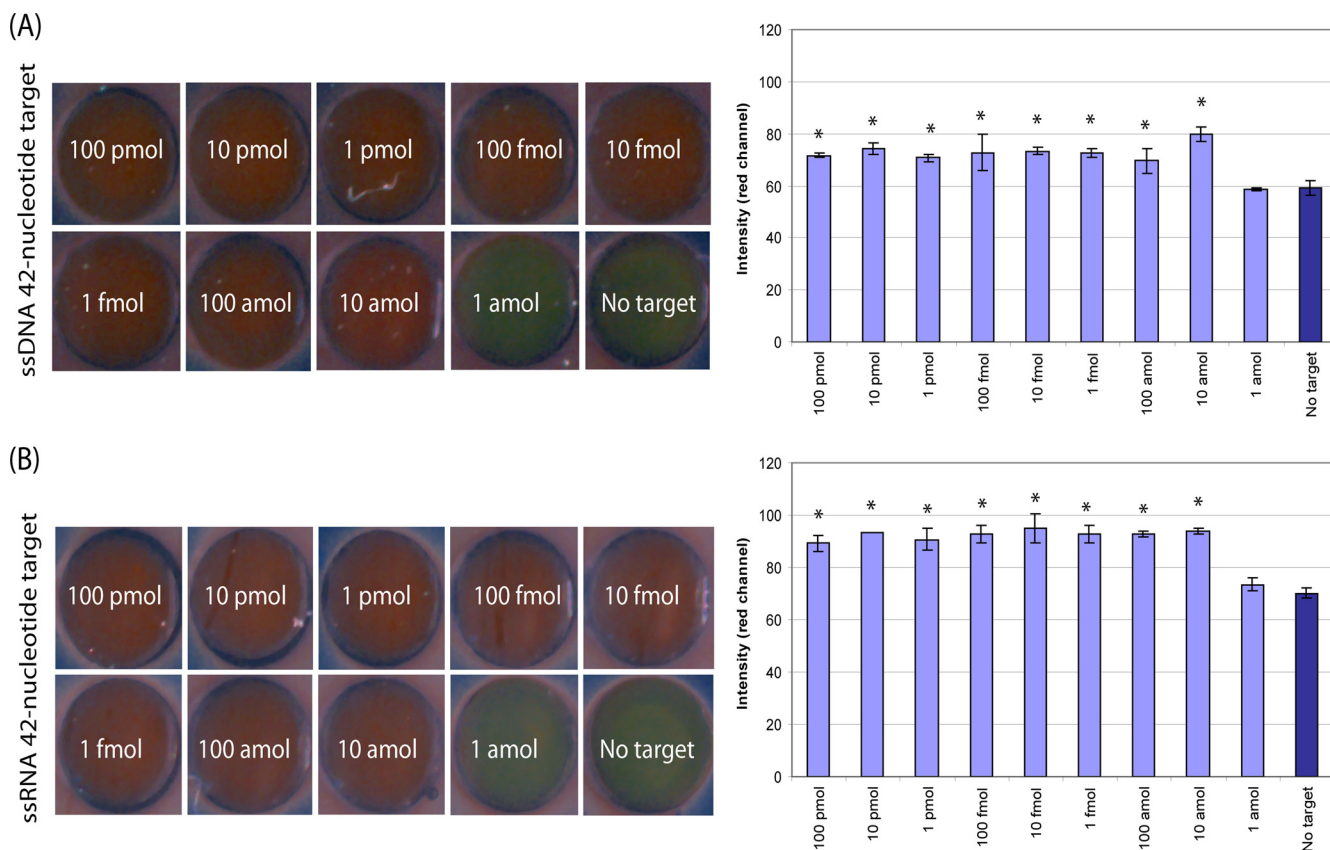 (A)
ssDNA 42-nucleotide target
100 pmol
10 pmol
1 pmol
100 fmol
10 fmol
1 fmol
100 amol
10 amol
1 amol
No target
Intensity (red channel)
120
100
80
60
40
20
0
* * * * * * * *
100 pmol
10 pmol
1 pmol
100 fmol
10 fmol
1 fmol
100 amol
10 amol
1 amol
No target
(B)
ssRNA 42-nucleotide target
100 pmol
10 pmol
1 pmol
100 fmol
10 fmol
1 fmol
100 amol
10 amol
1 amol
No target
Intensity (red channel)
120
100
80
60
40
20
0
* * * * * * * *
100 pmol
10 pmol
1 pmol
100 fmol
10 fmol
1 fmol
100 amol
10 amol
1 amol
No target